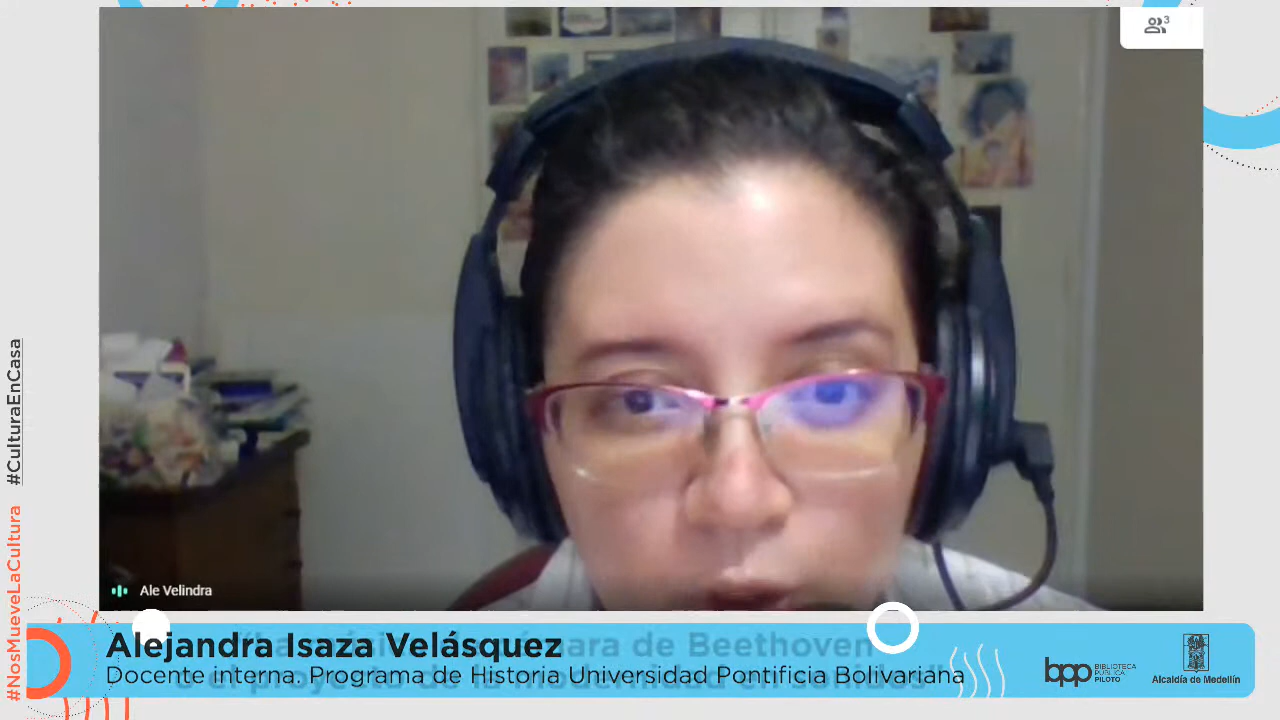 3
#CulturaEnCasa
#NosMueveLaCultura
Ale Velindra
Alejandra Isaza Velásquez
de Beethoven
Docente interna. Programa de Historia Universidad Pontificia Bolivariana
bpp
BIBLIOTECA
PÚBLICA
PILOTO
Alcaldía de Medellín